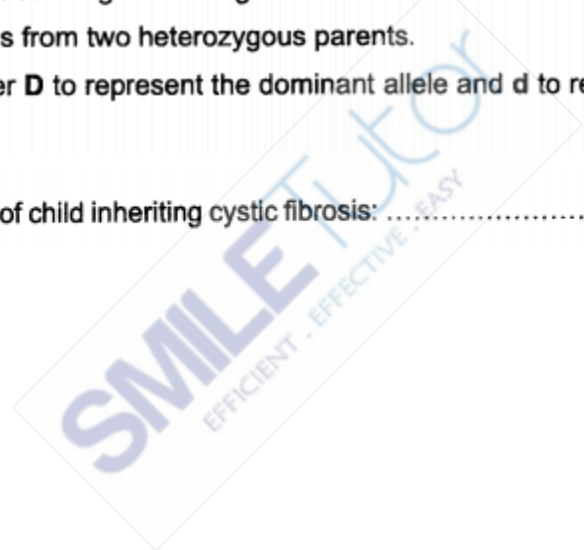 s from two heterozygous parents.
er D to represent the dominant allele and d to re
of child inheriting cystic fibrosis: ........................
SMILE Tutor
EFFICIENT . EFFECTIVE . EASY